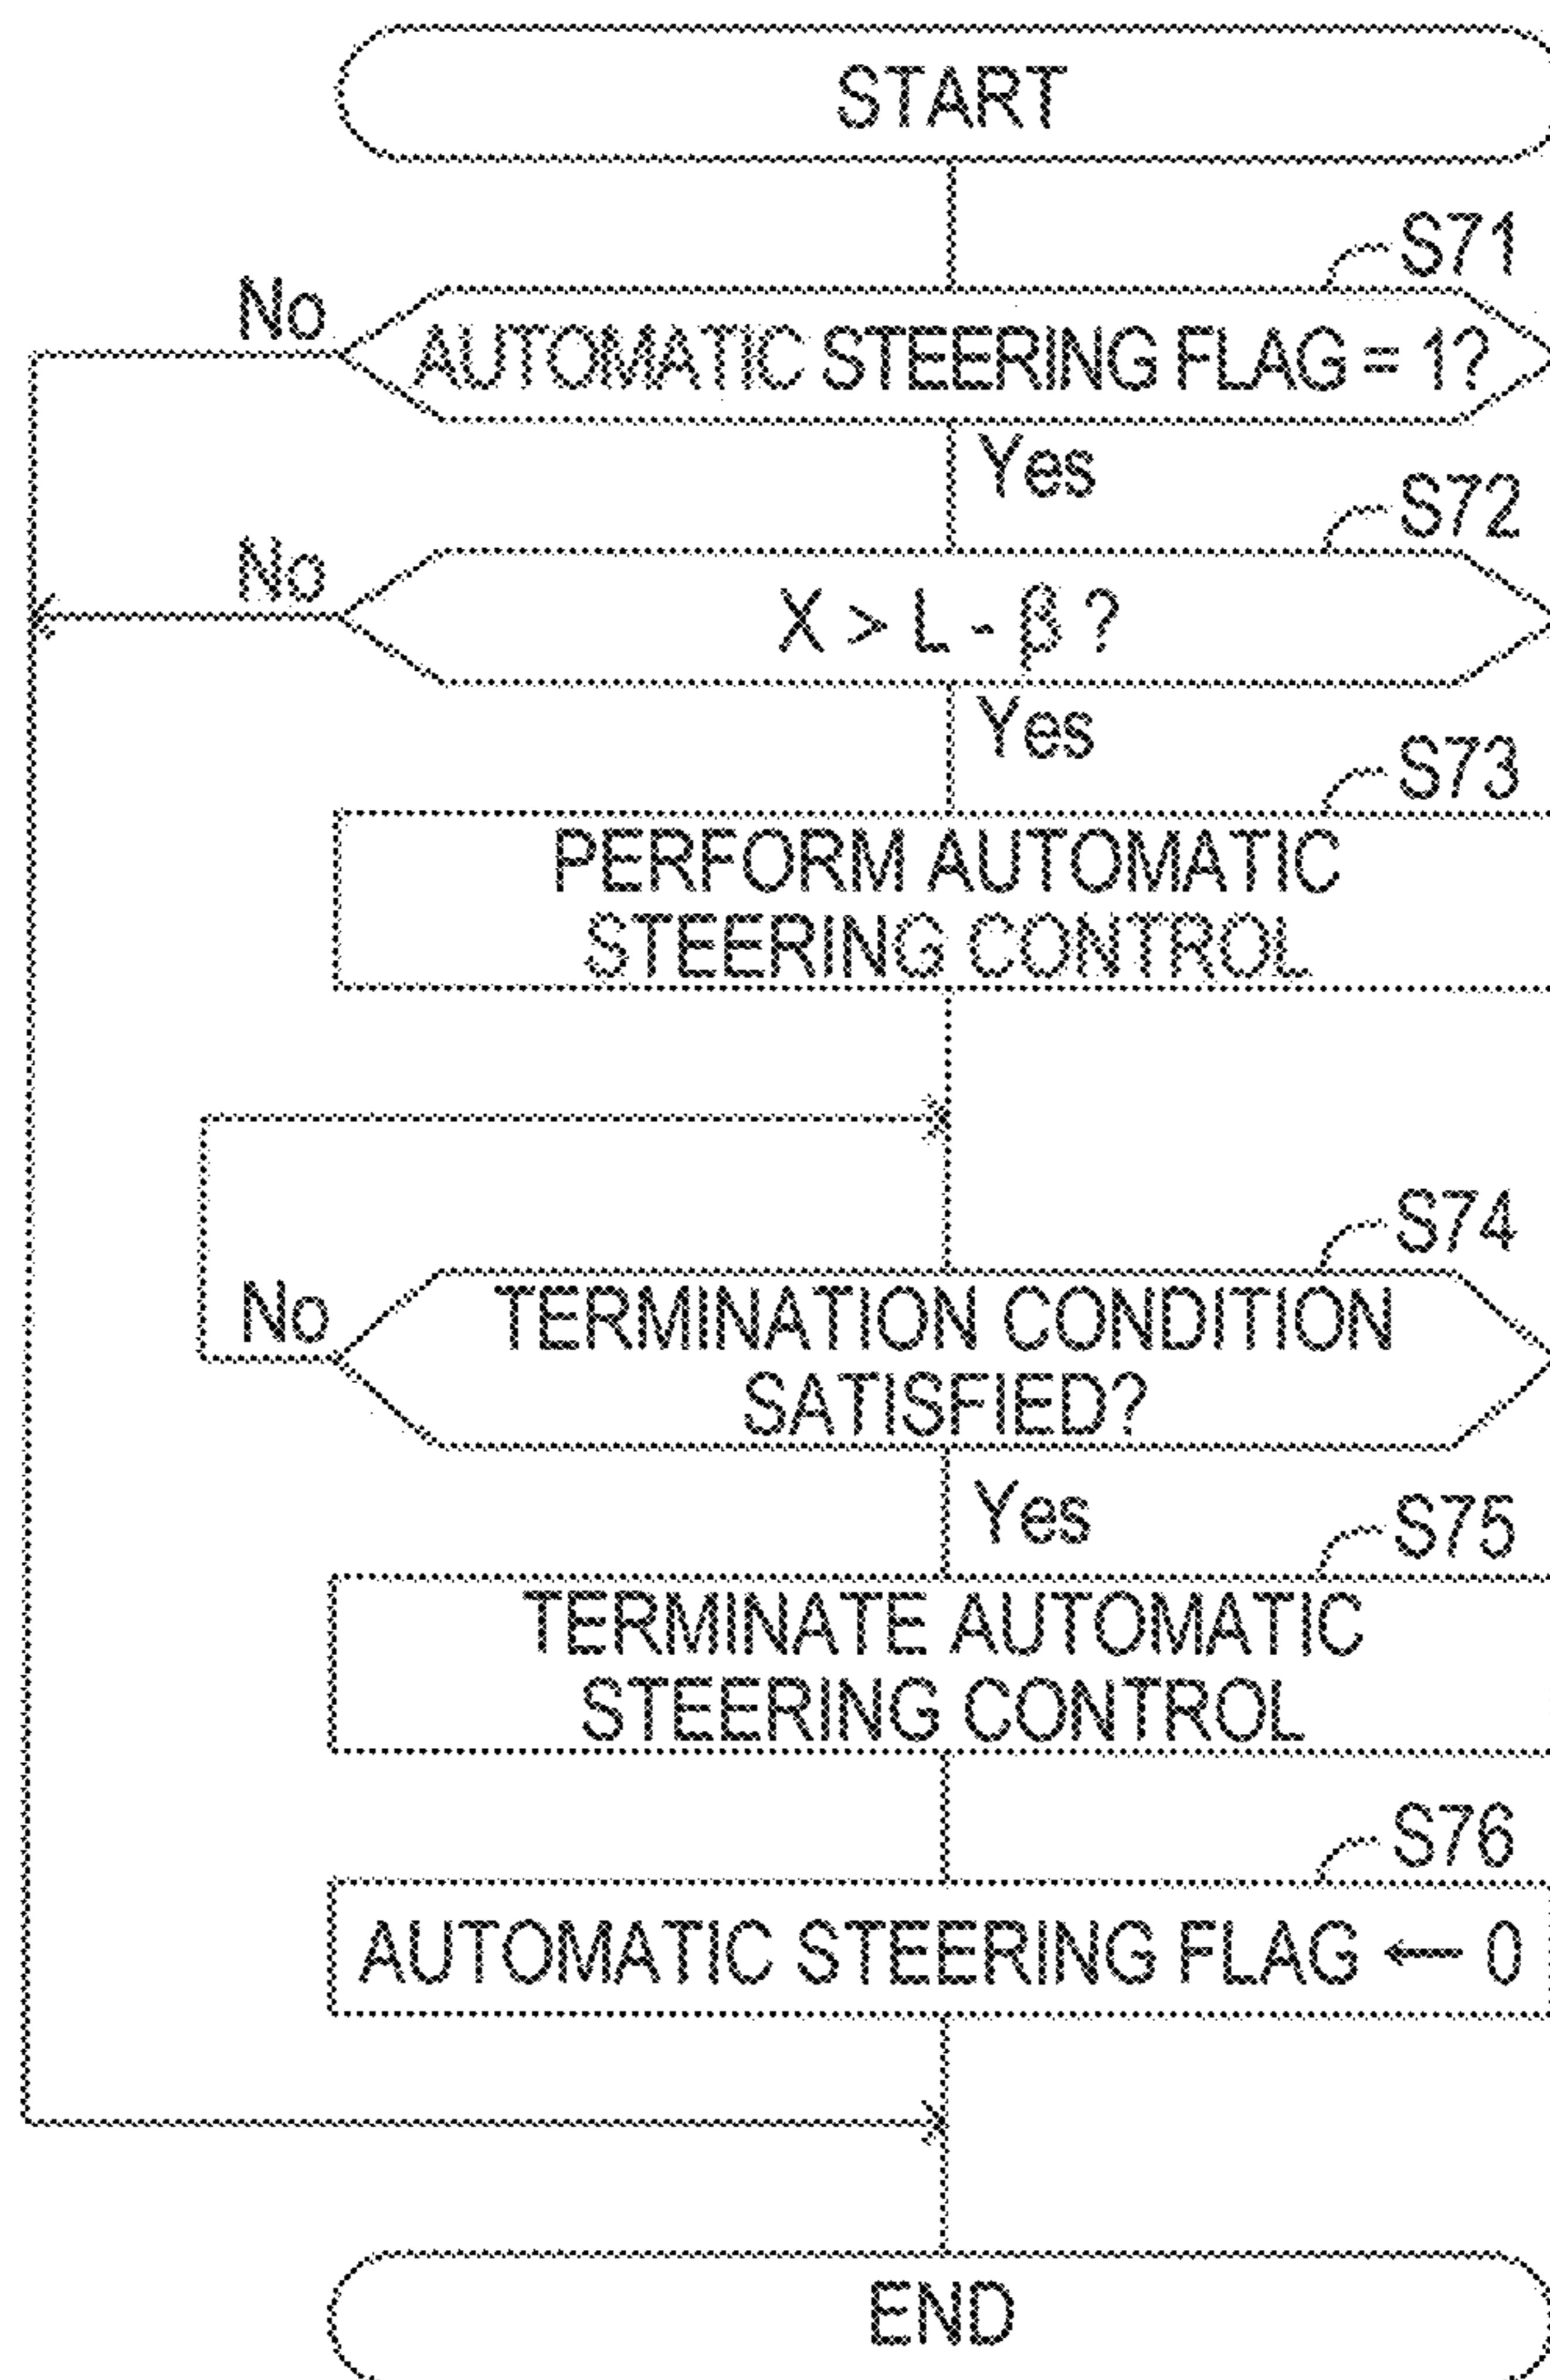 START
S71
No
AUTOMATIC STEERING FLAG = 1?
Yes
S72
No
X > L - β ?
Yes
S73
PERFORM AUTOMATIC
STEERING CONTROL
S74
No
TERMINATION CONDITION
SATISFIED?
Yes
S75
TERMINATE AUTOMATIC
STEERING CONTROL
S76
AUTOMATIC STEERING FLAG ← 0
END